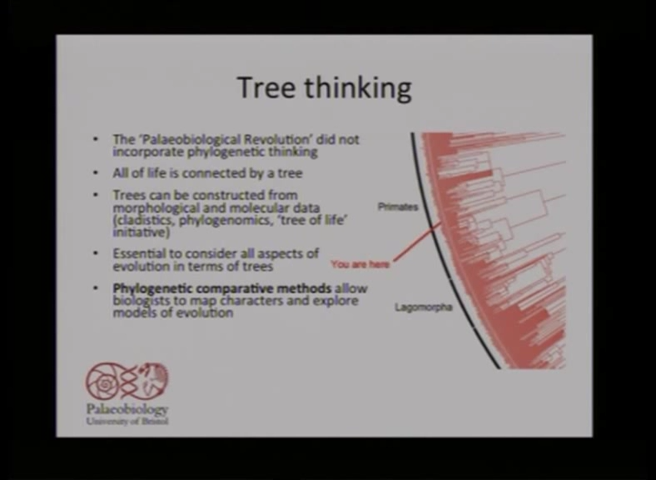 Tree thinking
• The 'Palaeobiological Revolution' did not
incorporate phylogenetic thinking
• All of life is connected by a tree
• Trees can be constructed from
morphological and molecular data
(cladistics, phylogenomics, 'tree of life'
initiative)
• Essential to consider all aspects of
evolution in terms of trees
• Phylogenetic comparative methods allow
biologists to map characters and explore
models of evolution
Primates
You are here
Lagomorpha
Palaeobiology
University of Bristol